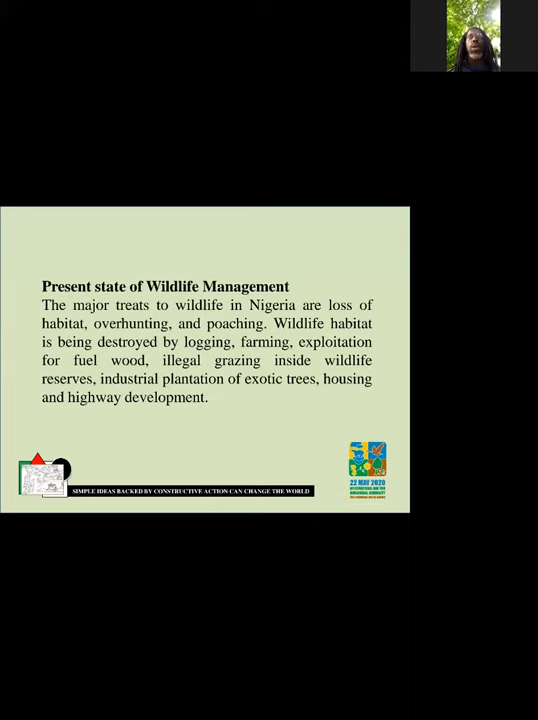 Present state of Wildlife Management
The major treats to wildlife in Nigeria are loss of
habitat, overhunting, and poaching. Wildlife habitat
is being destroyed by logging, farming, exploitation
for fuel wood, illegal grazing inside wildlife
reserves, industrial plantation of exotic trees, housing
and highway development.
SIMPLE IDEAS BACKED BY CONSTRUCTIVE ACTION CAN CHANGE THE WORLD
22 MAY 2020
INTERNATIONAL DAY FOR
BIOLOGICAL DIVERSITY